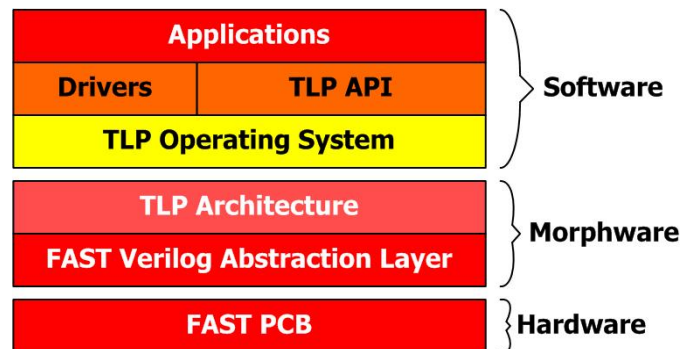 Applications
Drivers
TLP API
TLP Operating System
Software
TLP Architecture
FAST Verilog Abstraction Layer
Morphware
FAST PCB
Hardware